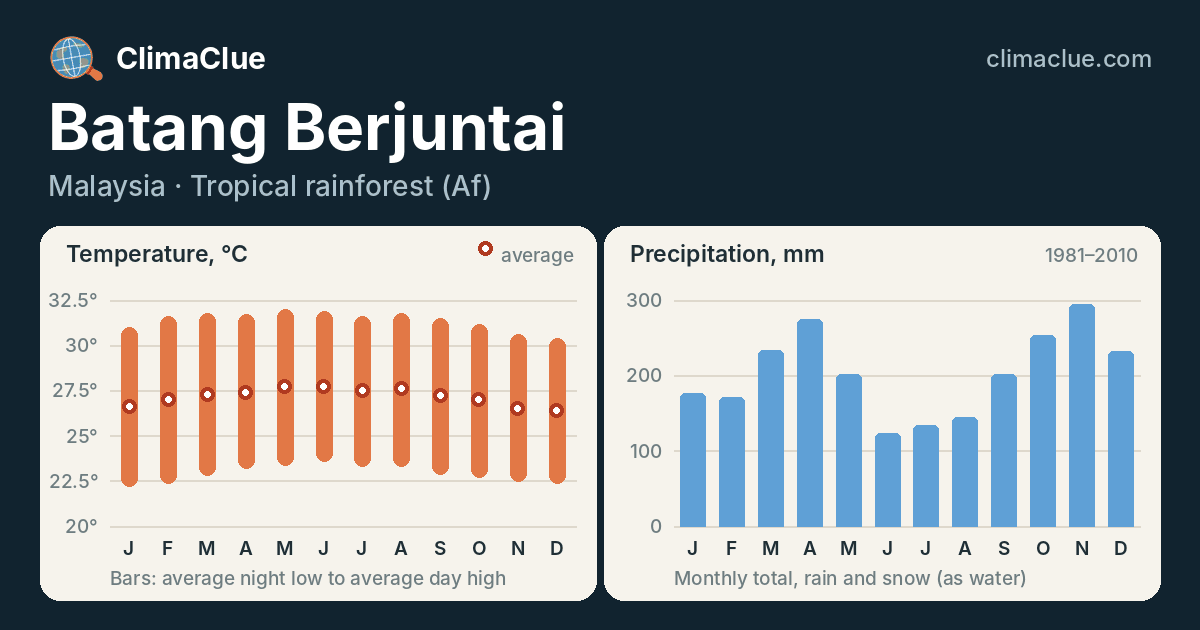 ClimaClue
climaclue.com
Batang Berjuntai
Malaysia · Tropical rainforest (Af)
Temperature, °C
average
32.5°
30°
27.5°
25°
22.5°
20°
J F M A M J J A S O N D
Bars: average night low to average day high
Precipitation, mm
1981–2010
300
200
100
0
J F M A M J J A S O N D
Monthly total, rain and snow (as water)